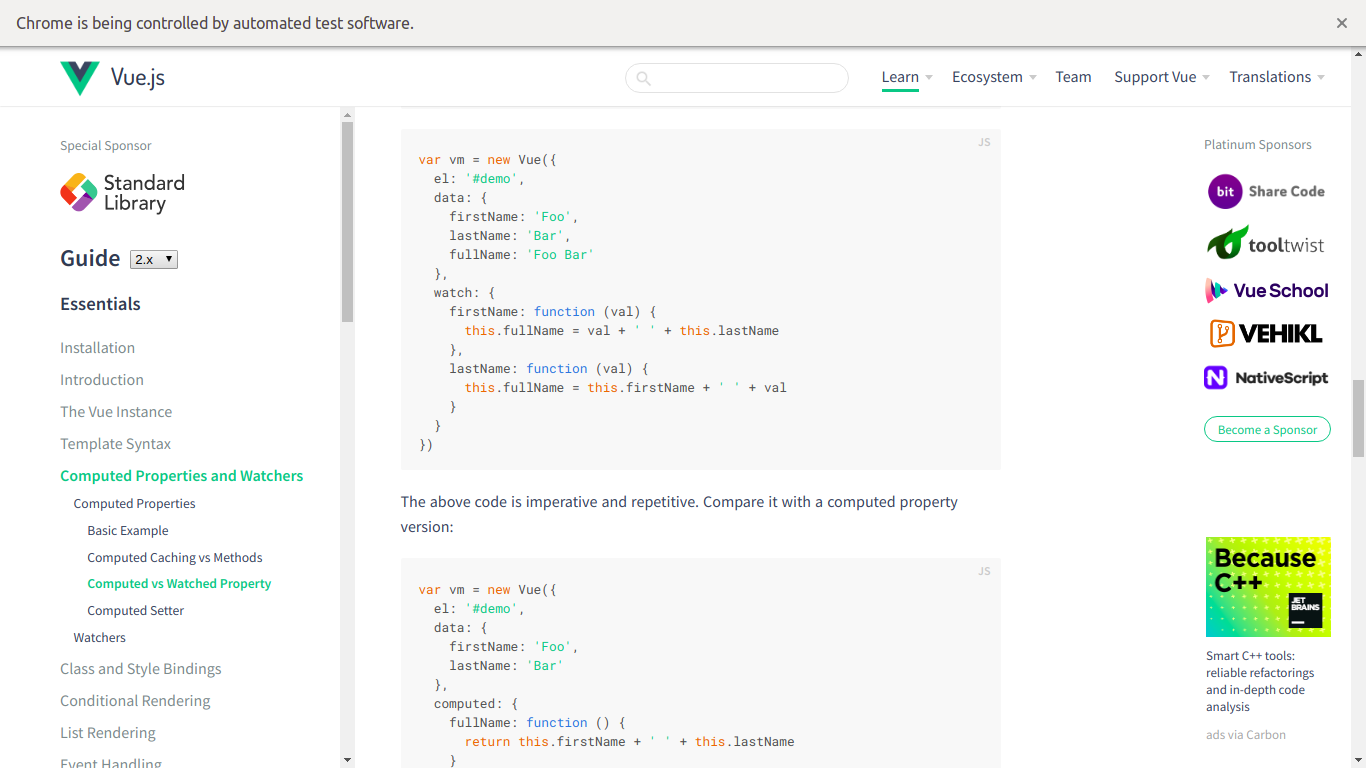 Chrome is being controlled by automated test software.
Vue.js
Learn
Ecosystem
Team
Support Vue
Translations
Special Sponsor
Standard
Library
Guide 2.x
Essentials
Installation
Introduction
The Vue Instance
Template Syntax
Computed Properties and Watchers
Computed Properties
Basic Example
Computed Caching vs Methods
Computed vs Watched Property
Computed Setter
Watchers
Class and Style Bindings
Conditional Rendering
List Rendering
Event Handling
JS
var vm = new Vue({
  el: '#demo',
  data: {
    firstName: 'Foo',
    lastName: 'Bar',
    fullName: 'Foo Bar'
  },
  watch: {
    firstName: function (val) {
      this.fullName = val + ' ' + this.lastName
    },
    lastName: function (val) {
      this.fullName = this.firstName + ' ' + val
    }
  }
})
The above code is imperative and repetitive. Compare it with a computed property
version:
JS
var vm = new Vue({
  el: '#demo',
  data: {
    firstName: 'Foo',
    lastName: 'Bar'
  },
  computed: {
    fullName: function () {
      return this.firstName + ' ' + this.lastName
    }
Platinum Sponsors
bit Share Code
tooltwist
Vue School
VEHIKL
NativeScript
Become a Sponsor
Because
C++
JET
BRAINS
Smart C++ tools:
reliable refactorings
and in-depth code
analysis
ads via Carbon